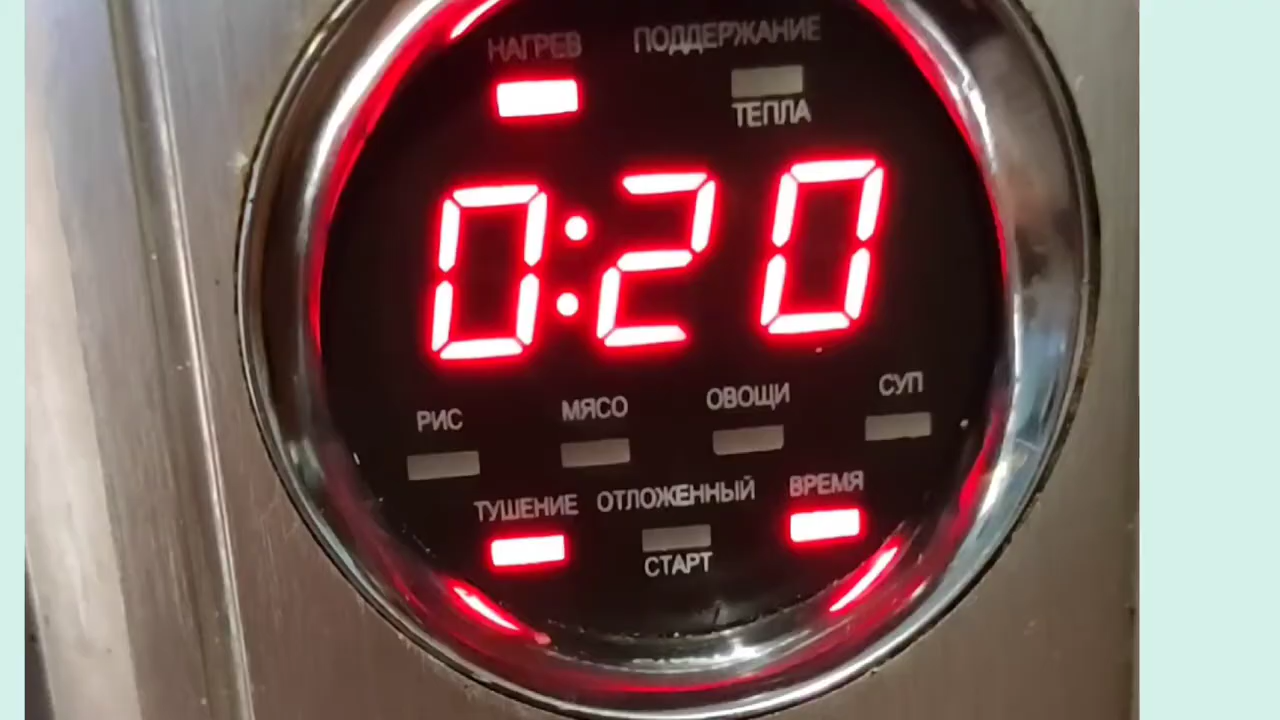 НАГРЕВ ПОДДЕРЖАНИЕ
ТЕПЛА
0:20
РИС МЯСО ОВОЩИ СУП
ТУШЕНИЕ ОТЛОЖЕННЫЙ ВРЕМЯ
СТАРТ